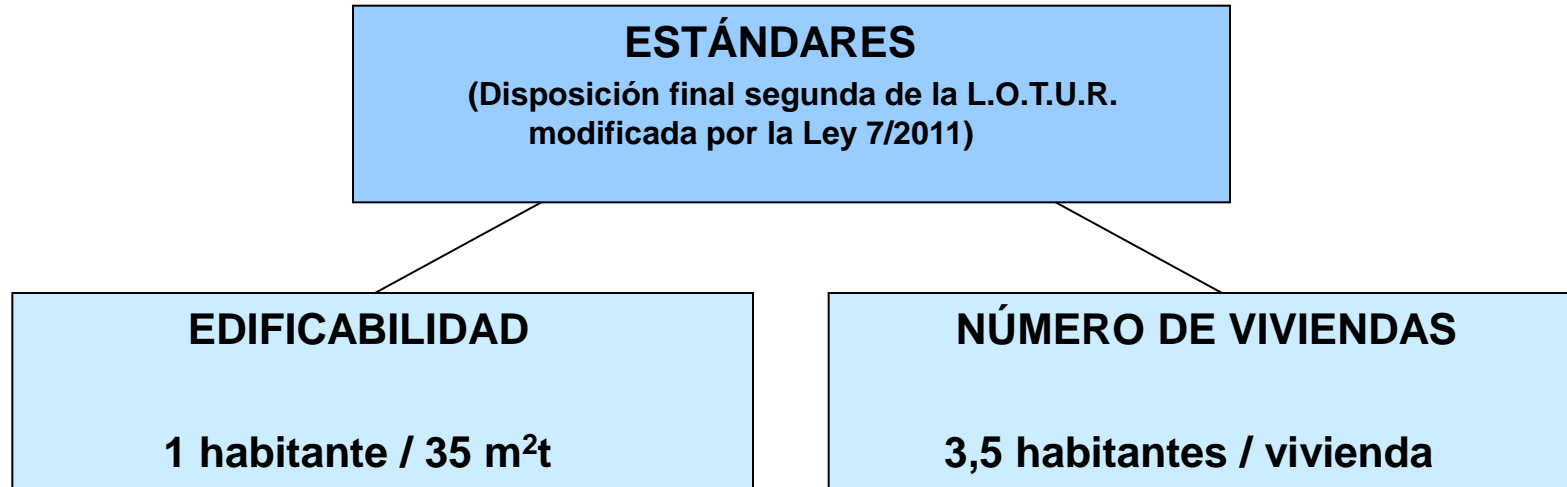 ESTÁNDARES
(Disposición final segunda de la L.O.T.U.R.
modificada por la Ley 7/2011)
EDIFICABILIDAD
1 habitante / 35 m²t
NÚMERO DE VIVIENDAS
3,5 habitantes / vivienda